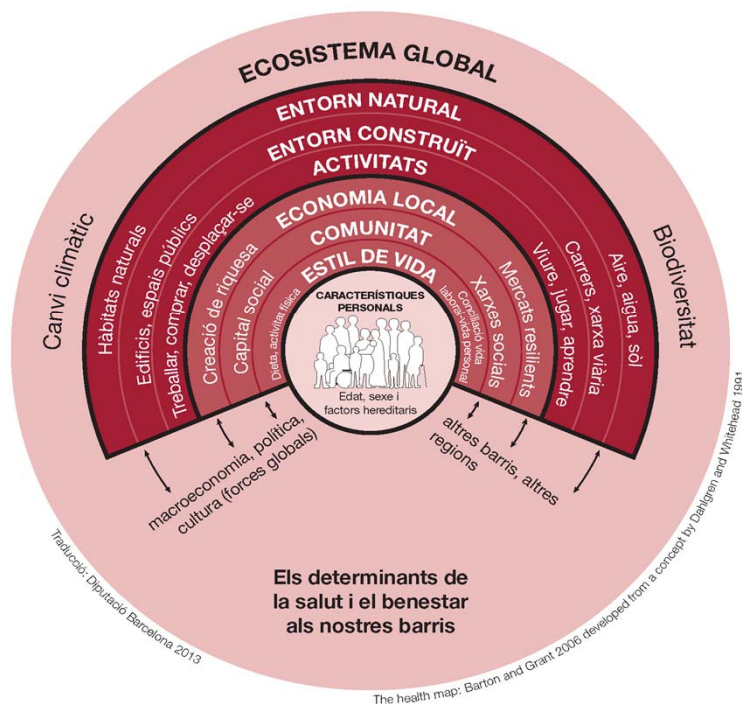 ECOSISTEMA GLOBAL
Canvi climàtic
Biodiversitat
ENTORN NATURAL
Hàbitats naturals
Aire, aigua, sòl
ENTORN CONSTRUÏT
Edificis, espais públics
Carrers, xarxa viària
ACTIVITATS
Treballar, comprar, desplaçar-se
Viure, jugar, aprendre
ECONOMIA LOCAL
Creació de riquesa
Mercats resilients
COMUNITAT
Capital social
Xarxes socials
ESTIL DE VIDA
Dieta, activitat física
Conciliació vida
laboral-vida personal
CARACTERÍSTIQUES
PERSONALS
Edat, sexe i
factors hereditaris
macroeconomia, política,
cultura (forces globals)
altres barris, altres
regions
Els determinants de
la salut i el benestar
als nostres barris
Traducció: Diputació Barcelona 2013
The health map: Barton and Grant 2006 developed from a concept by Dahlgren and Whitehead 1991